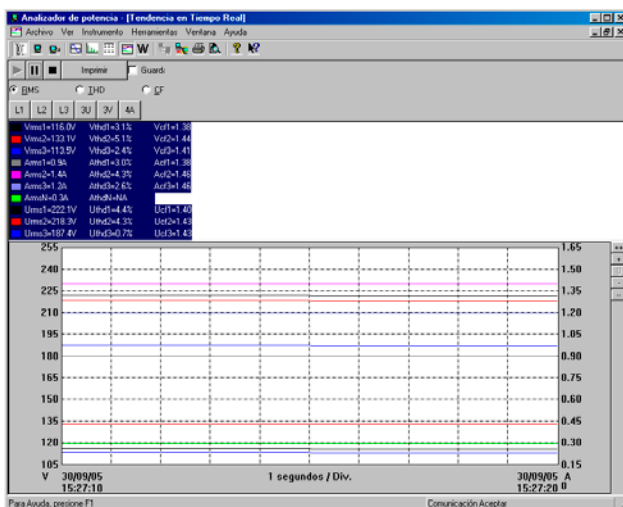 Analizador de potencia - [Tendencia en Tiempo Real]
Archivo Ver Instrumento Herramientas Ventana Ayuda
W
Imprimir Guarda
RMS THD CF
L1 L2 L3 3U 3V 4A
Vrms1=116.0V Vthd1=3.1% Vcf1=1.38
Vrms2=133.1V Vthd2=5.1% Vcf2=1.44
Vrms3=113.5V Vthd3=2.4% Vcf3=1.41
Arms1=0.9A Athd1=3.0% Acf1=1.38
Arms2=1.4A Athd2=4.3% Acf2=1.46
Arms3=1.2A Athd3=2.6% Acf3=1.46
ArmsN=0.3A AthdN=NA
Urms1=222.1V Uthd1=4.4% Ucf1=1.40
Urms2=218.3V Uthd2=4.3% Ucf2=1.43
Urms3=187.4V Uthd3=0.7% Ucf3=1.43
255 1.65
240 1.50
225 1.35
210 1.20
195 1.05
180 0.90
165 0.75
150 0.60
135 0.45
120 0.30
105 0.15
V 30/09/05 1 segundos / Div. 30/09/05 A
15:27:10 15:27:20 0
Para Ayuda, presione F1 Comunicación Aceptar